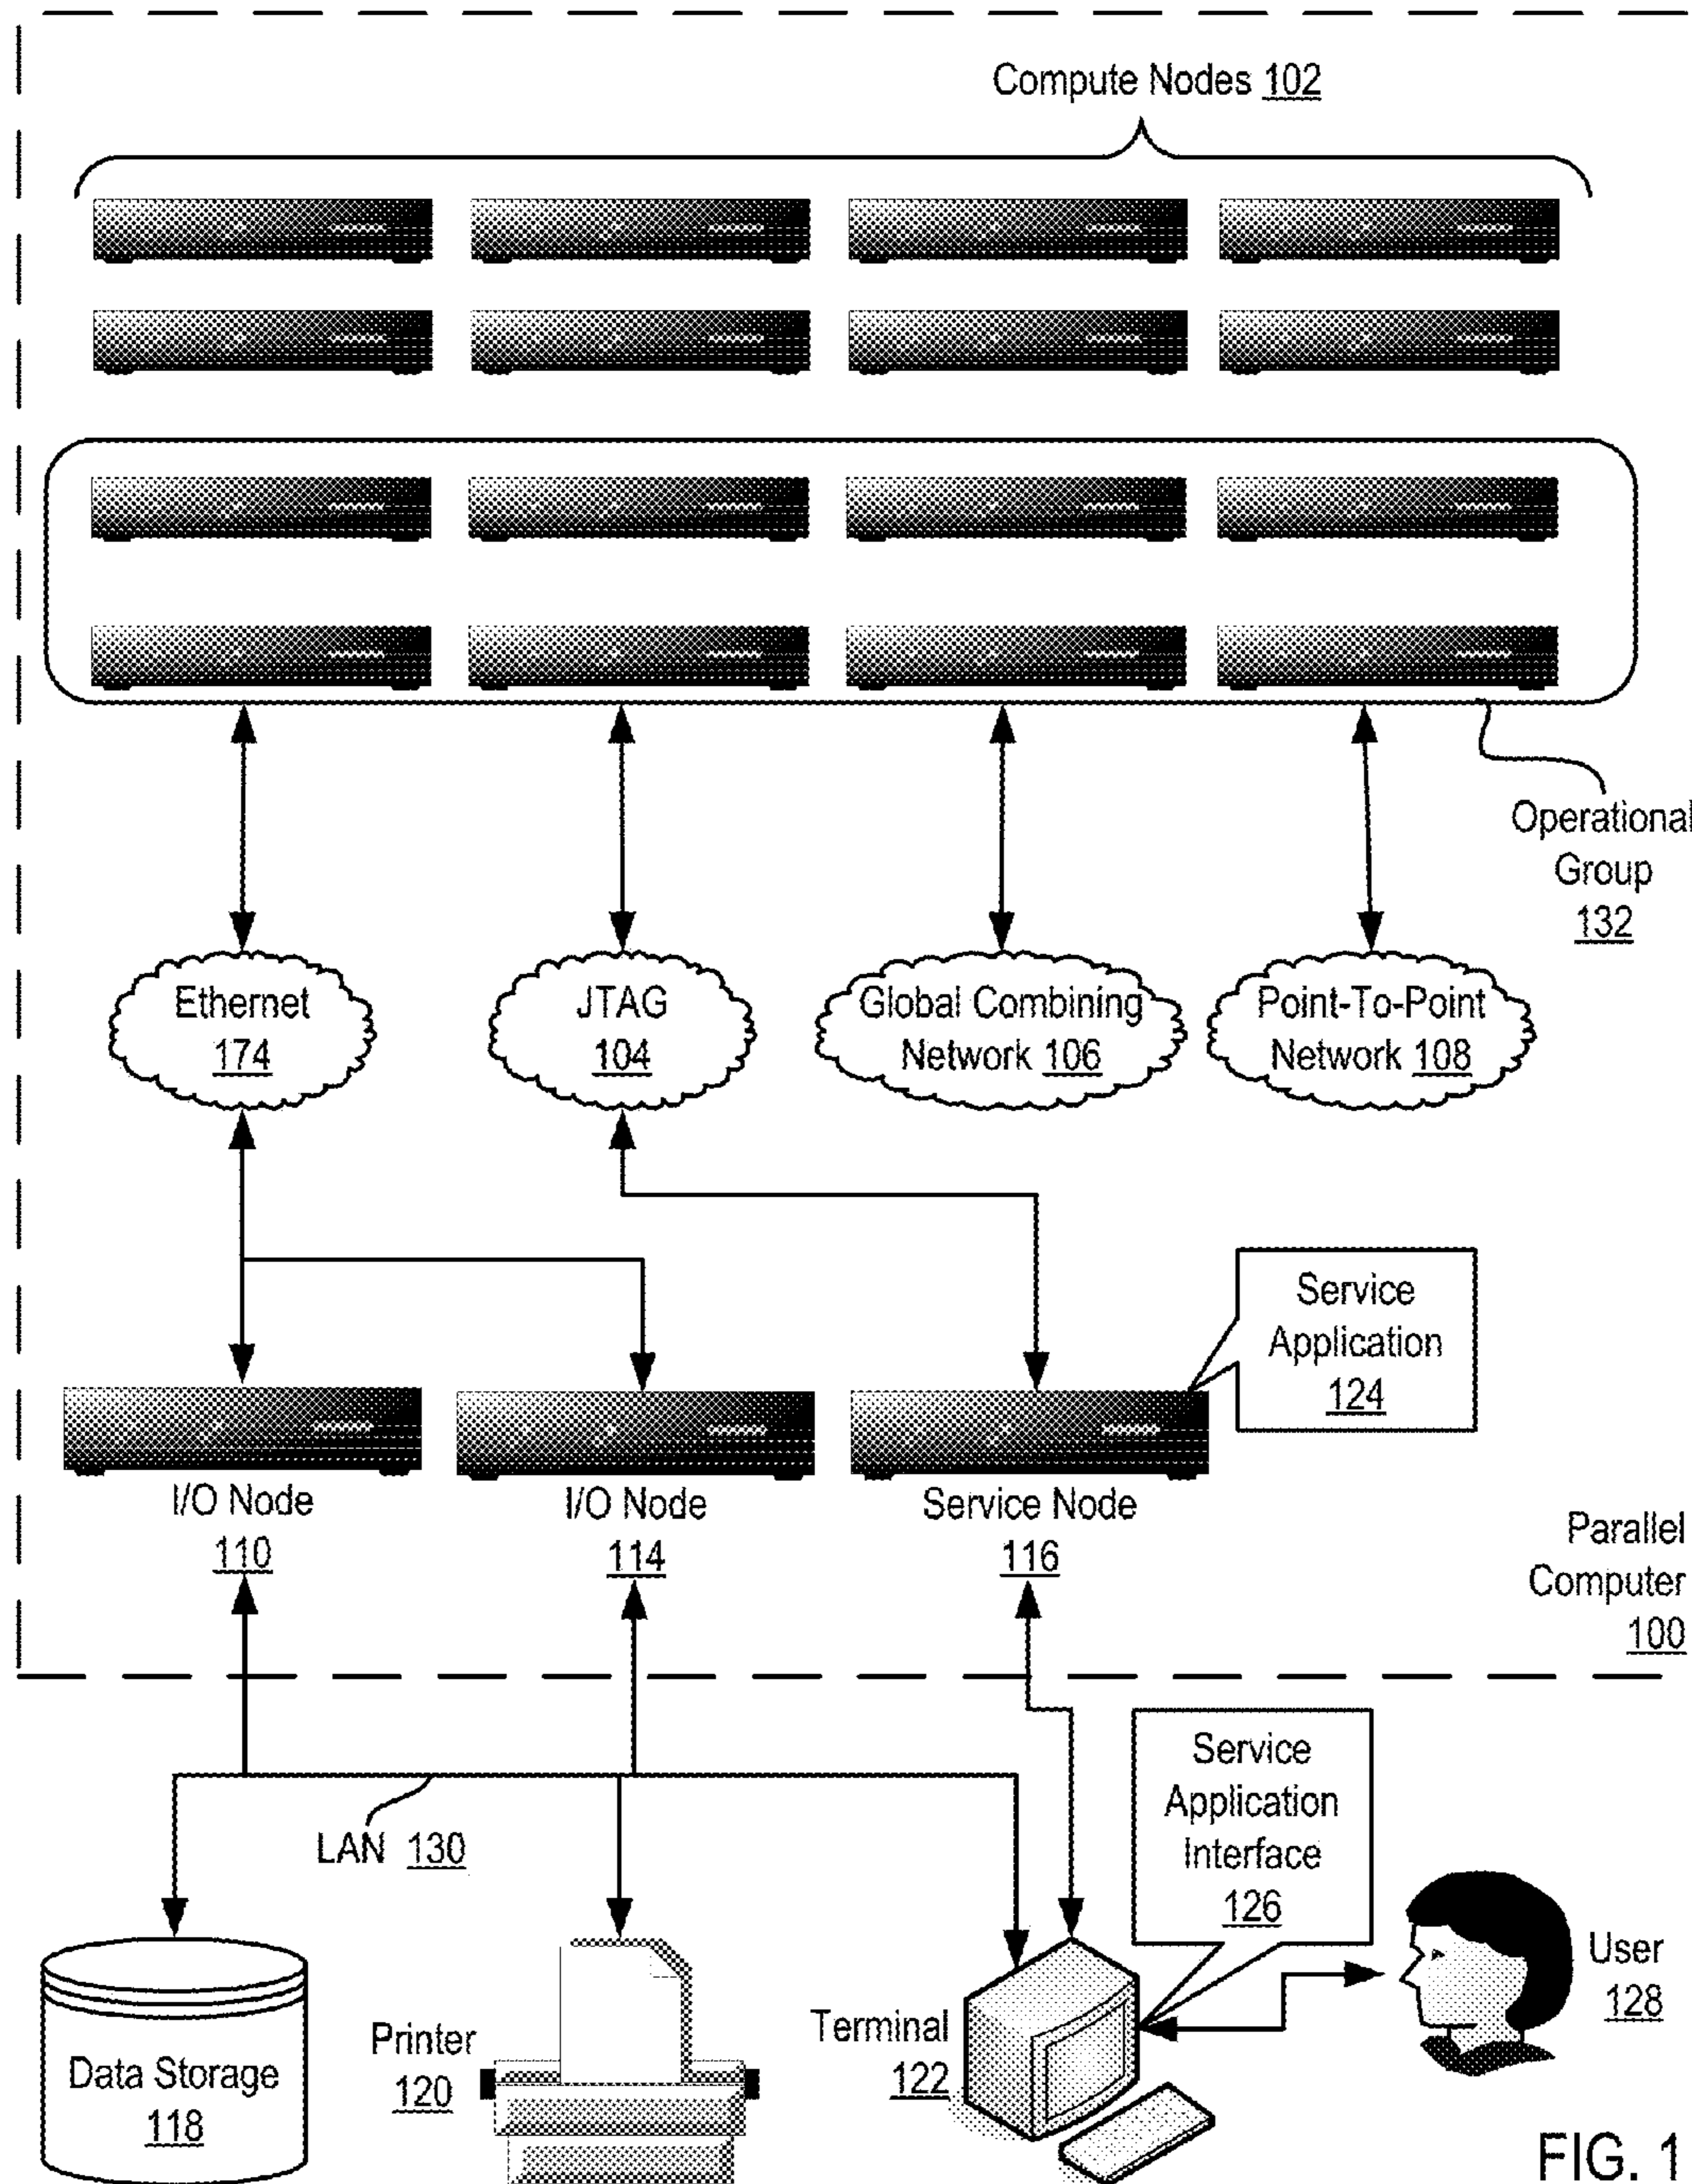 Compute Nodes 102
Operational
Group
132
Ethernet
174
JTAG
104
Global Combining
Network 106
Point-To-Point
Network 108
Service
Application
124
I/O Node
110
I/O Node
114
Service Node
116
Parallel
Computer
100
Service
Application
Interface
126
LAN 130
Data Storage
118
Printer
120
Terminal
122
User
128
FIG. 1